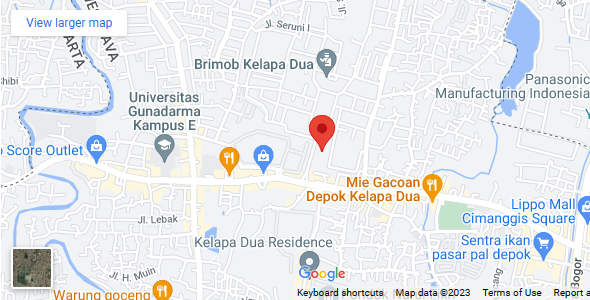 View larger map
Jl. Seruni I
Brimob Kelapa Dua
Panasonic
Manufacturing Indonesia
Universitas
Gunadarma
Kampus E
o Score Outlet
Mie Gacoan
Depok Kelapa Dua
Lippo Mall
Cimanggis Square
Jl. Lebak
Kelapa Dua Residence
Sentra ikan
pasar pal depok
Jl. H. Muin
Google
Warung goceng
Bogor
Keyboard shortcuts
Map data ©2023
Terms of Use
Report a